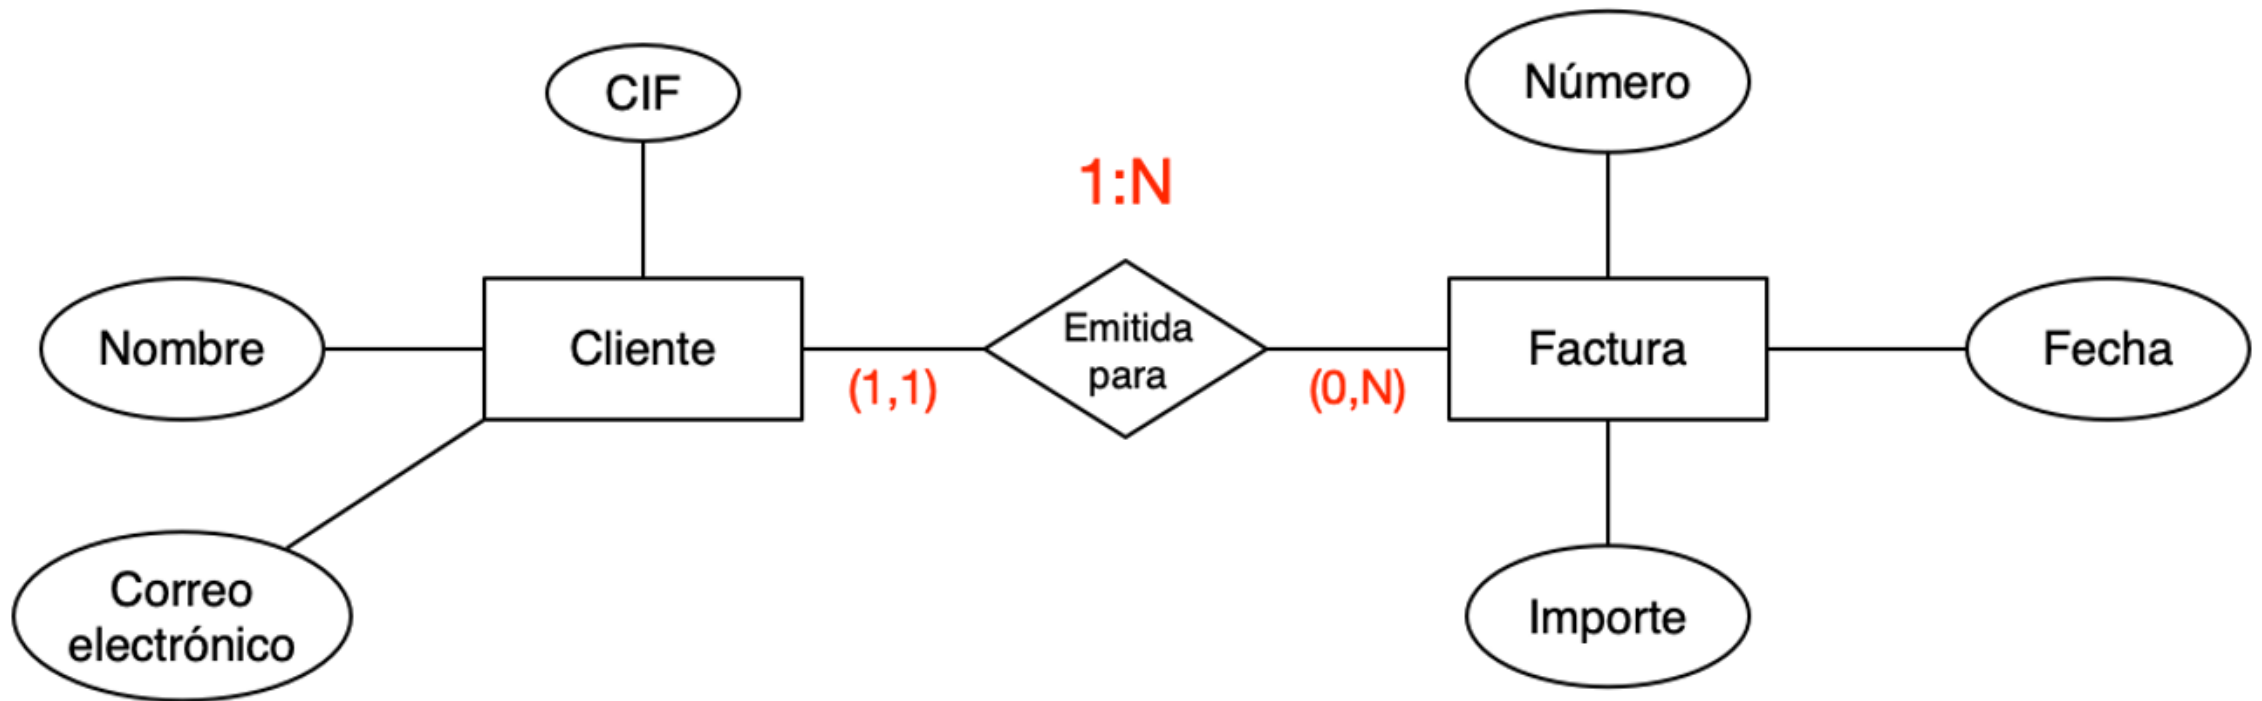 CIF
Número
1:N
Nombre
Cliente
Emitida
para
Factura
Fecha
(1,1)
(0,N)
Correo
electrónico
Importe